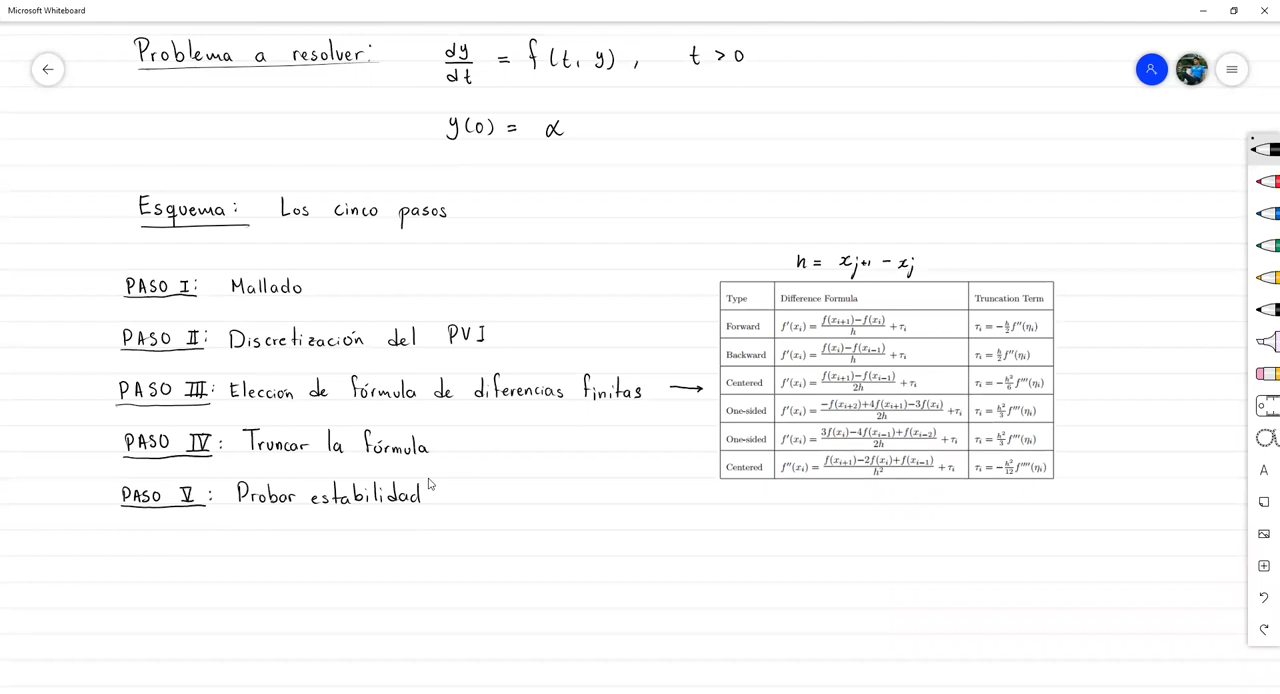 Microsoft Whiteboard
Problema a resolver: dy/dt = f(t, y), t > 0
y(0) = α
Esquema: Los cinco pasos
PASO I: Mallado
PASO II: Discretización del PVI
PASO III: Elección de fórmula de diferencias finitas →
PASO IV: Truncar la fórmula
PASO V: Probar estabilidad
h = x_{j+1} - x_j
Type Difference Formula Truncation Term
Forward f'(x_i) = (f(x_{i+1})-f(x_i))/h + τ_i τ_i = -h/2 f''(η_i)
Backward f'(x_i) = (f(x_i)-f(x_{i-1}))/h + τ_i τ_i = h/2 f''(η_i)
Centered f'(x_i) = (f(x_{i+1})-f(x_{i-1}))/2h + τ_i τ_i = -h²/6 f'''(η_i)
One-sided f'(x_i) = (-f(x_{i+2})+4f(x_{i+1})-3f(x_i))/2h + τ_i τ_i = h²/3 f'''(η_i)
One-sided f'(x_i) = (3f(x_i)-4f(x_{i-1})+f(x_{i-2}))/2h + τ_i τ_i = h²/3 f'''(η_i)
Centered f''(x_i) = (f(x_{i+1})-2f(x_i)+f(x_{i-1}))/h² + τ_i τ_i = -h²/12 f''''(η_i)
A